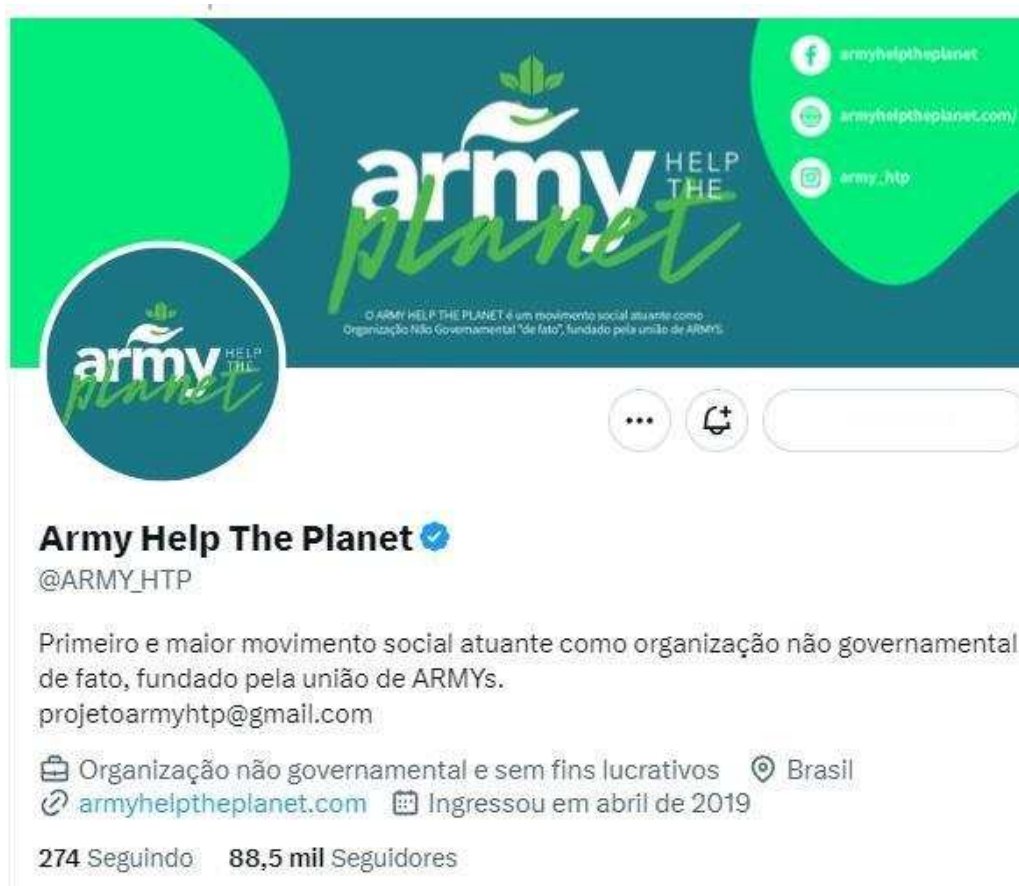 armyhelptheplanet
armyhelptheplanet.com/
army_htp
army HELP
THE
planet
O ARMY HELP THE PLANET é um movimento social atuante como
Organização Não Governamental "de fato", fundado pela união de ARMYS
army HELP
THE
planet
Army Help The Planet
@ARMY_HTP
Primeiro e maior movimento social atuante como organização não governamental
de fato, fundado pela união de ARMYs.
projetoarmyhtp@gmail.com
Organização não governamental e sem fins lucrativos Brasil
armyhelptheplanet.com Ingressou em abril de 2019
274 Seguindo 88,5 mil Seguidores